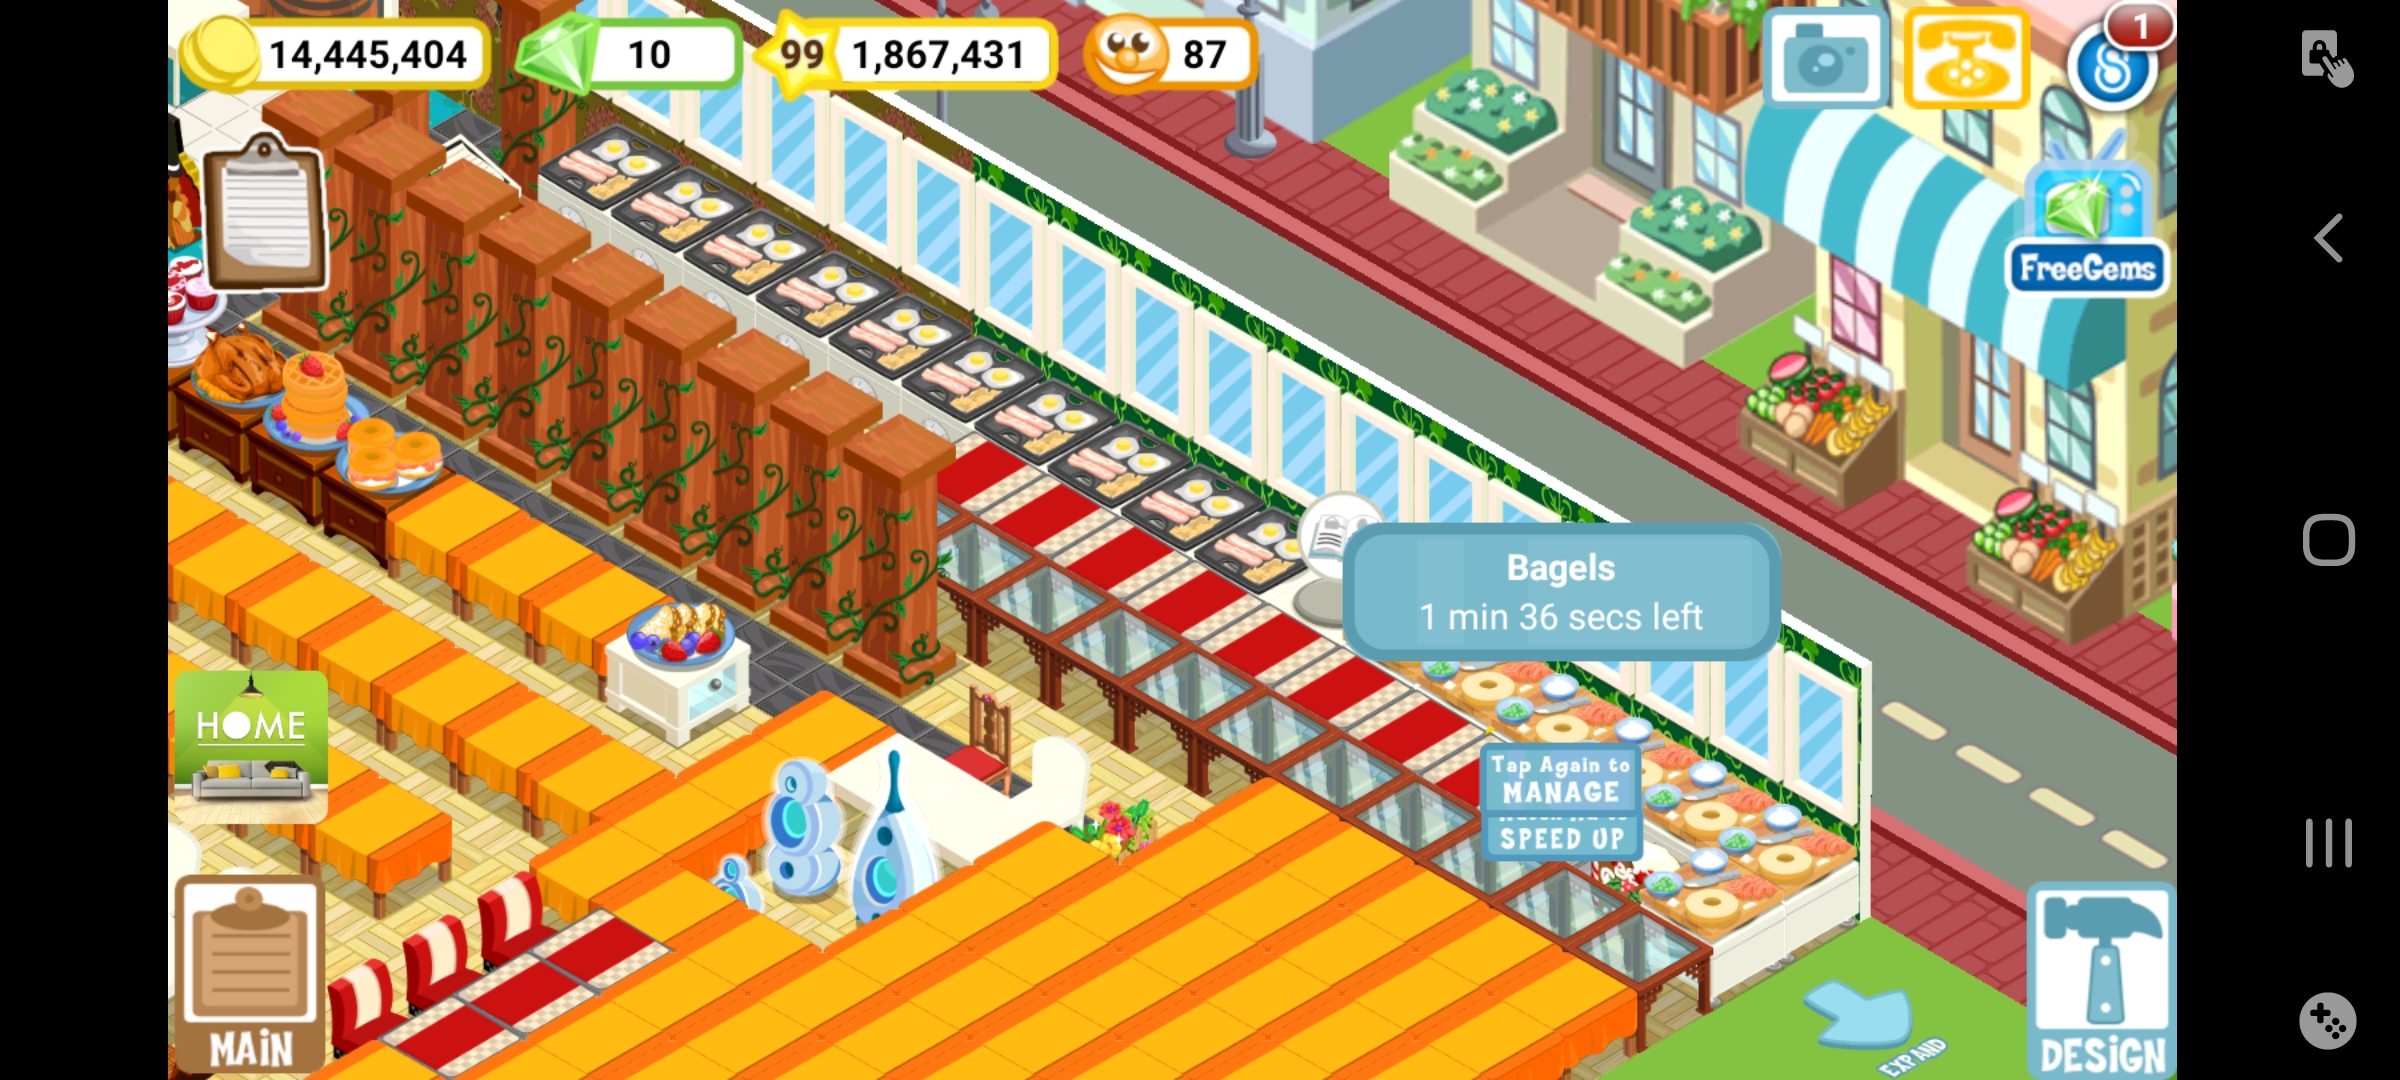 14,445,404
10
99
1,867,431
87
1
FreeGems
Bagels
1 min 36 secs left
HOME
Tap Again to
MANAGE
SPEED UP
MAIN
EXPAND
DESIGN